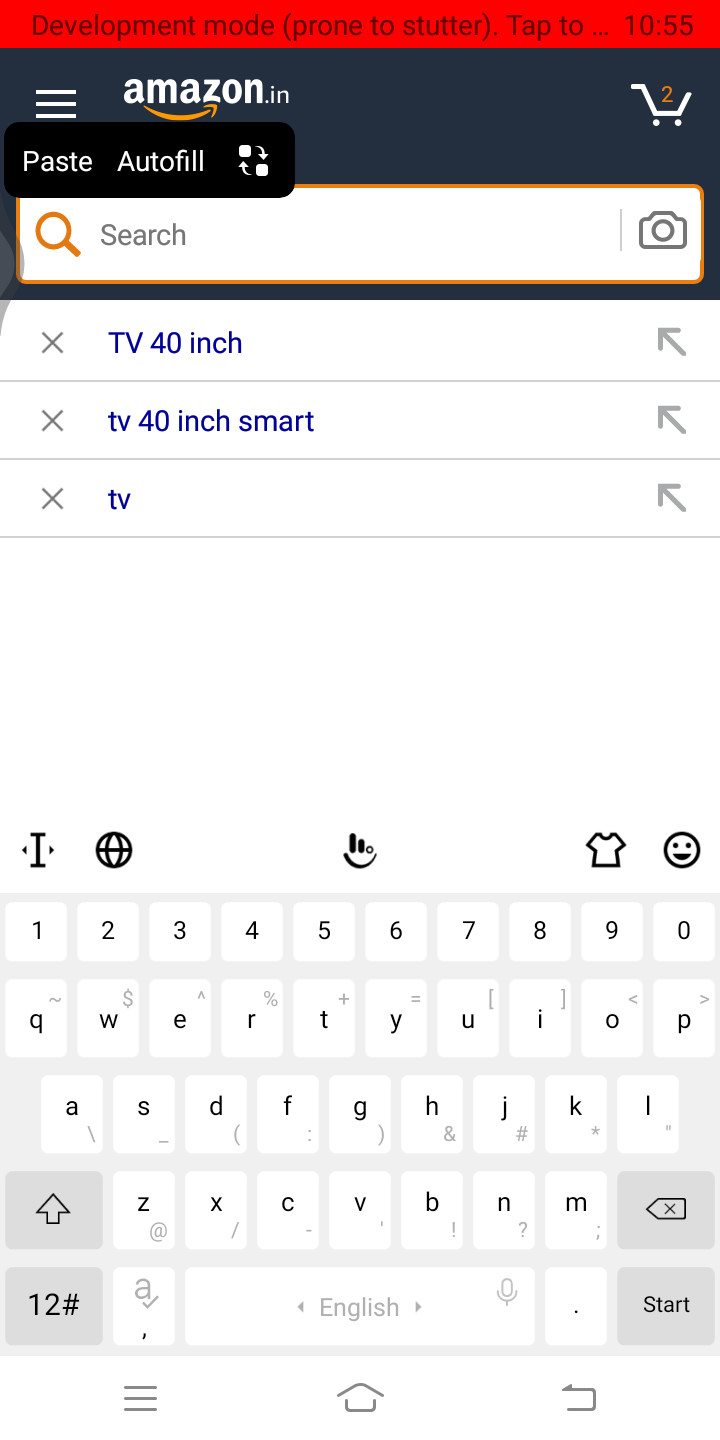 Development mode (prone to stutter). Tap to ... 10:55
amazon.in
2
Paste Autofill
Search
TV 40 inch
tv 40 inch smart
tv
1 2 3 4 5 6 7 8 9 0
~ $ ^ % + = [ ] < >
q w e r t y u i o p
a s d f g h j k l
\ _ ( : ) & # * "
z x c v b n m
@ / - ' ! ? ;
12# a , English . Start